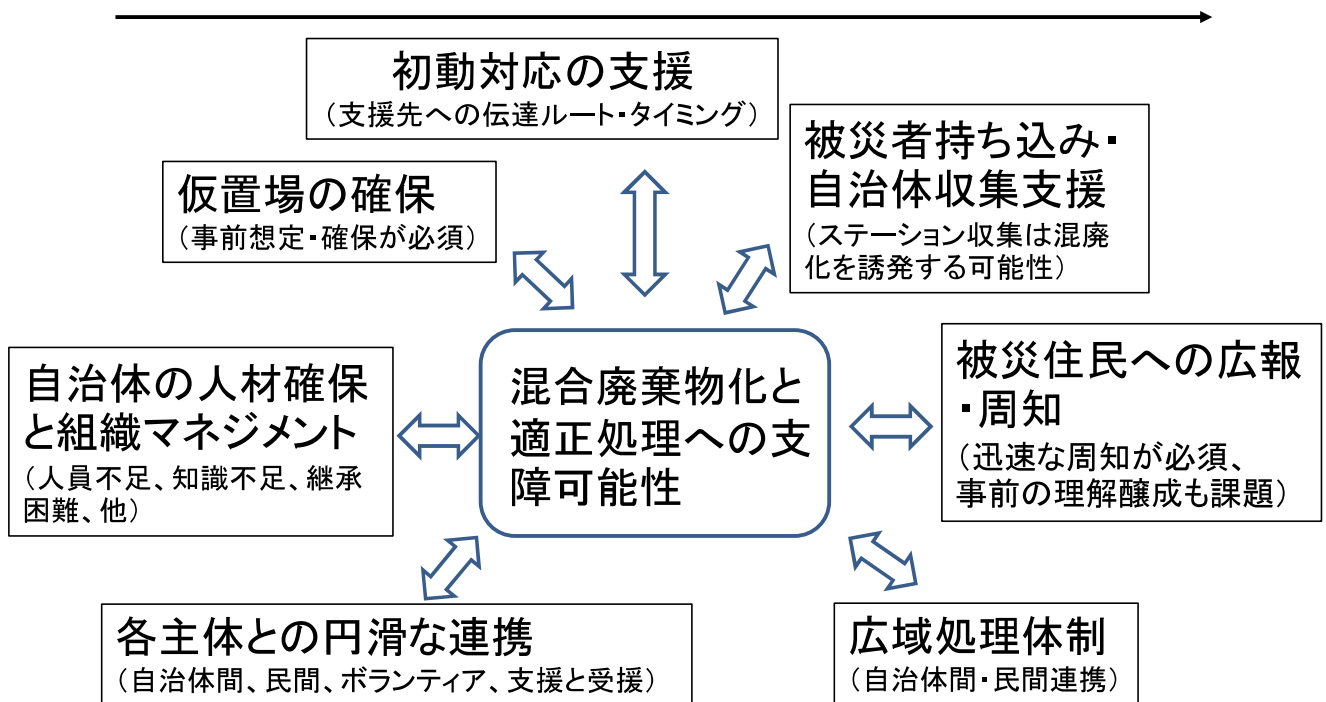 初動対応の支援
（支援先への伝達ルート・タイミング）
被災者持ち込み・
自治体収集支援
（ステーション収集は混廃
化を誘発する可能性）
仮置場の確保
（事前想定・確保が必須）
自治体の人材確保
と組織マネジメント
（人員不足、知識不足、継承
困難、他）
混合廃棄物化と
適正処理への支
障可能性
被災住民への広報
・周知
（迅速な周知が必須、
事前の理解醸成も課題）
各主体との円滑な連携
（自治体間、民間、ボランティア、支援と受援）
広域処理体制
（自治体間・民間連携）